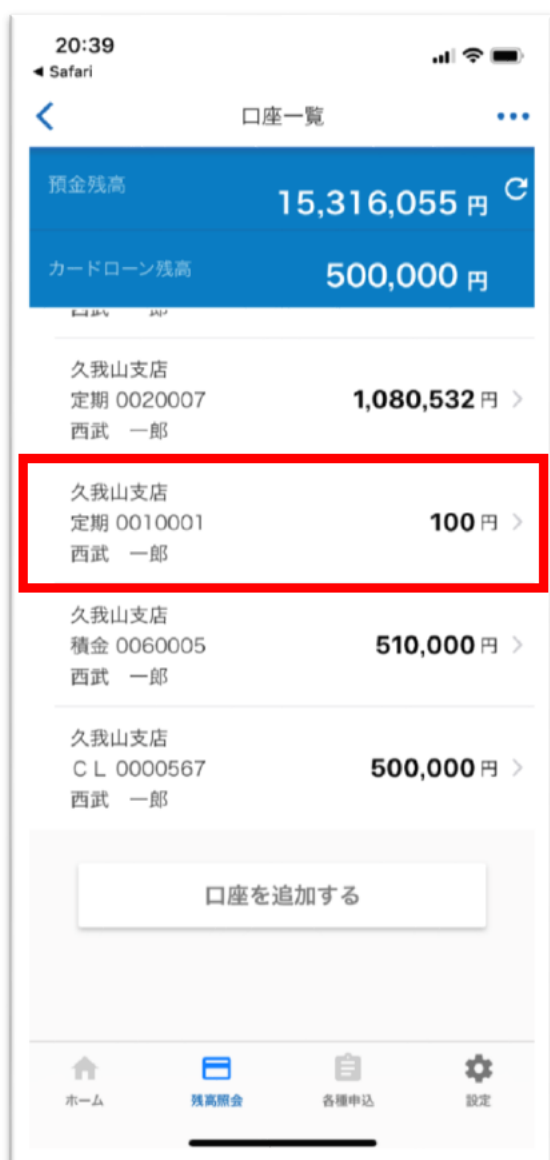 20:39
◀ Safari
口座一覧
預金残高
15,316,055 円
カードローン残高
500,000 円
久我山支店
定期 0020007
1,080,532 円
西武　一郎
久我山支店
定期 0010001
100 円
西武　一郎
久我山支店
積金 0060005
510,000 円
西武　一郎
久我山支店
ＣＬ 0000567
500,000 円
西武　一郎
口座を追加する
ホーム
残高照会
各種申込
設定